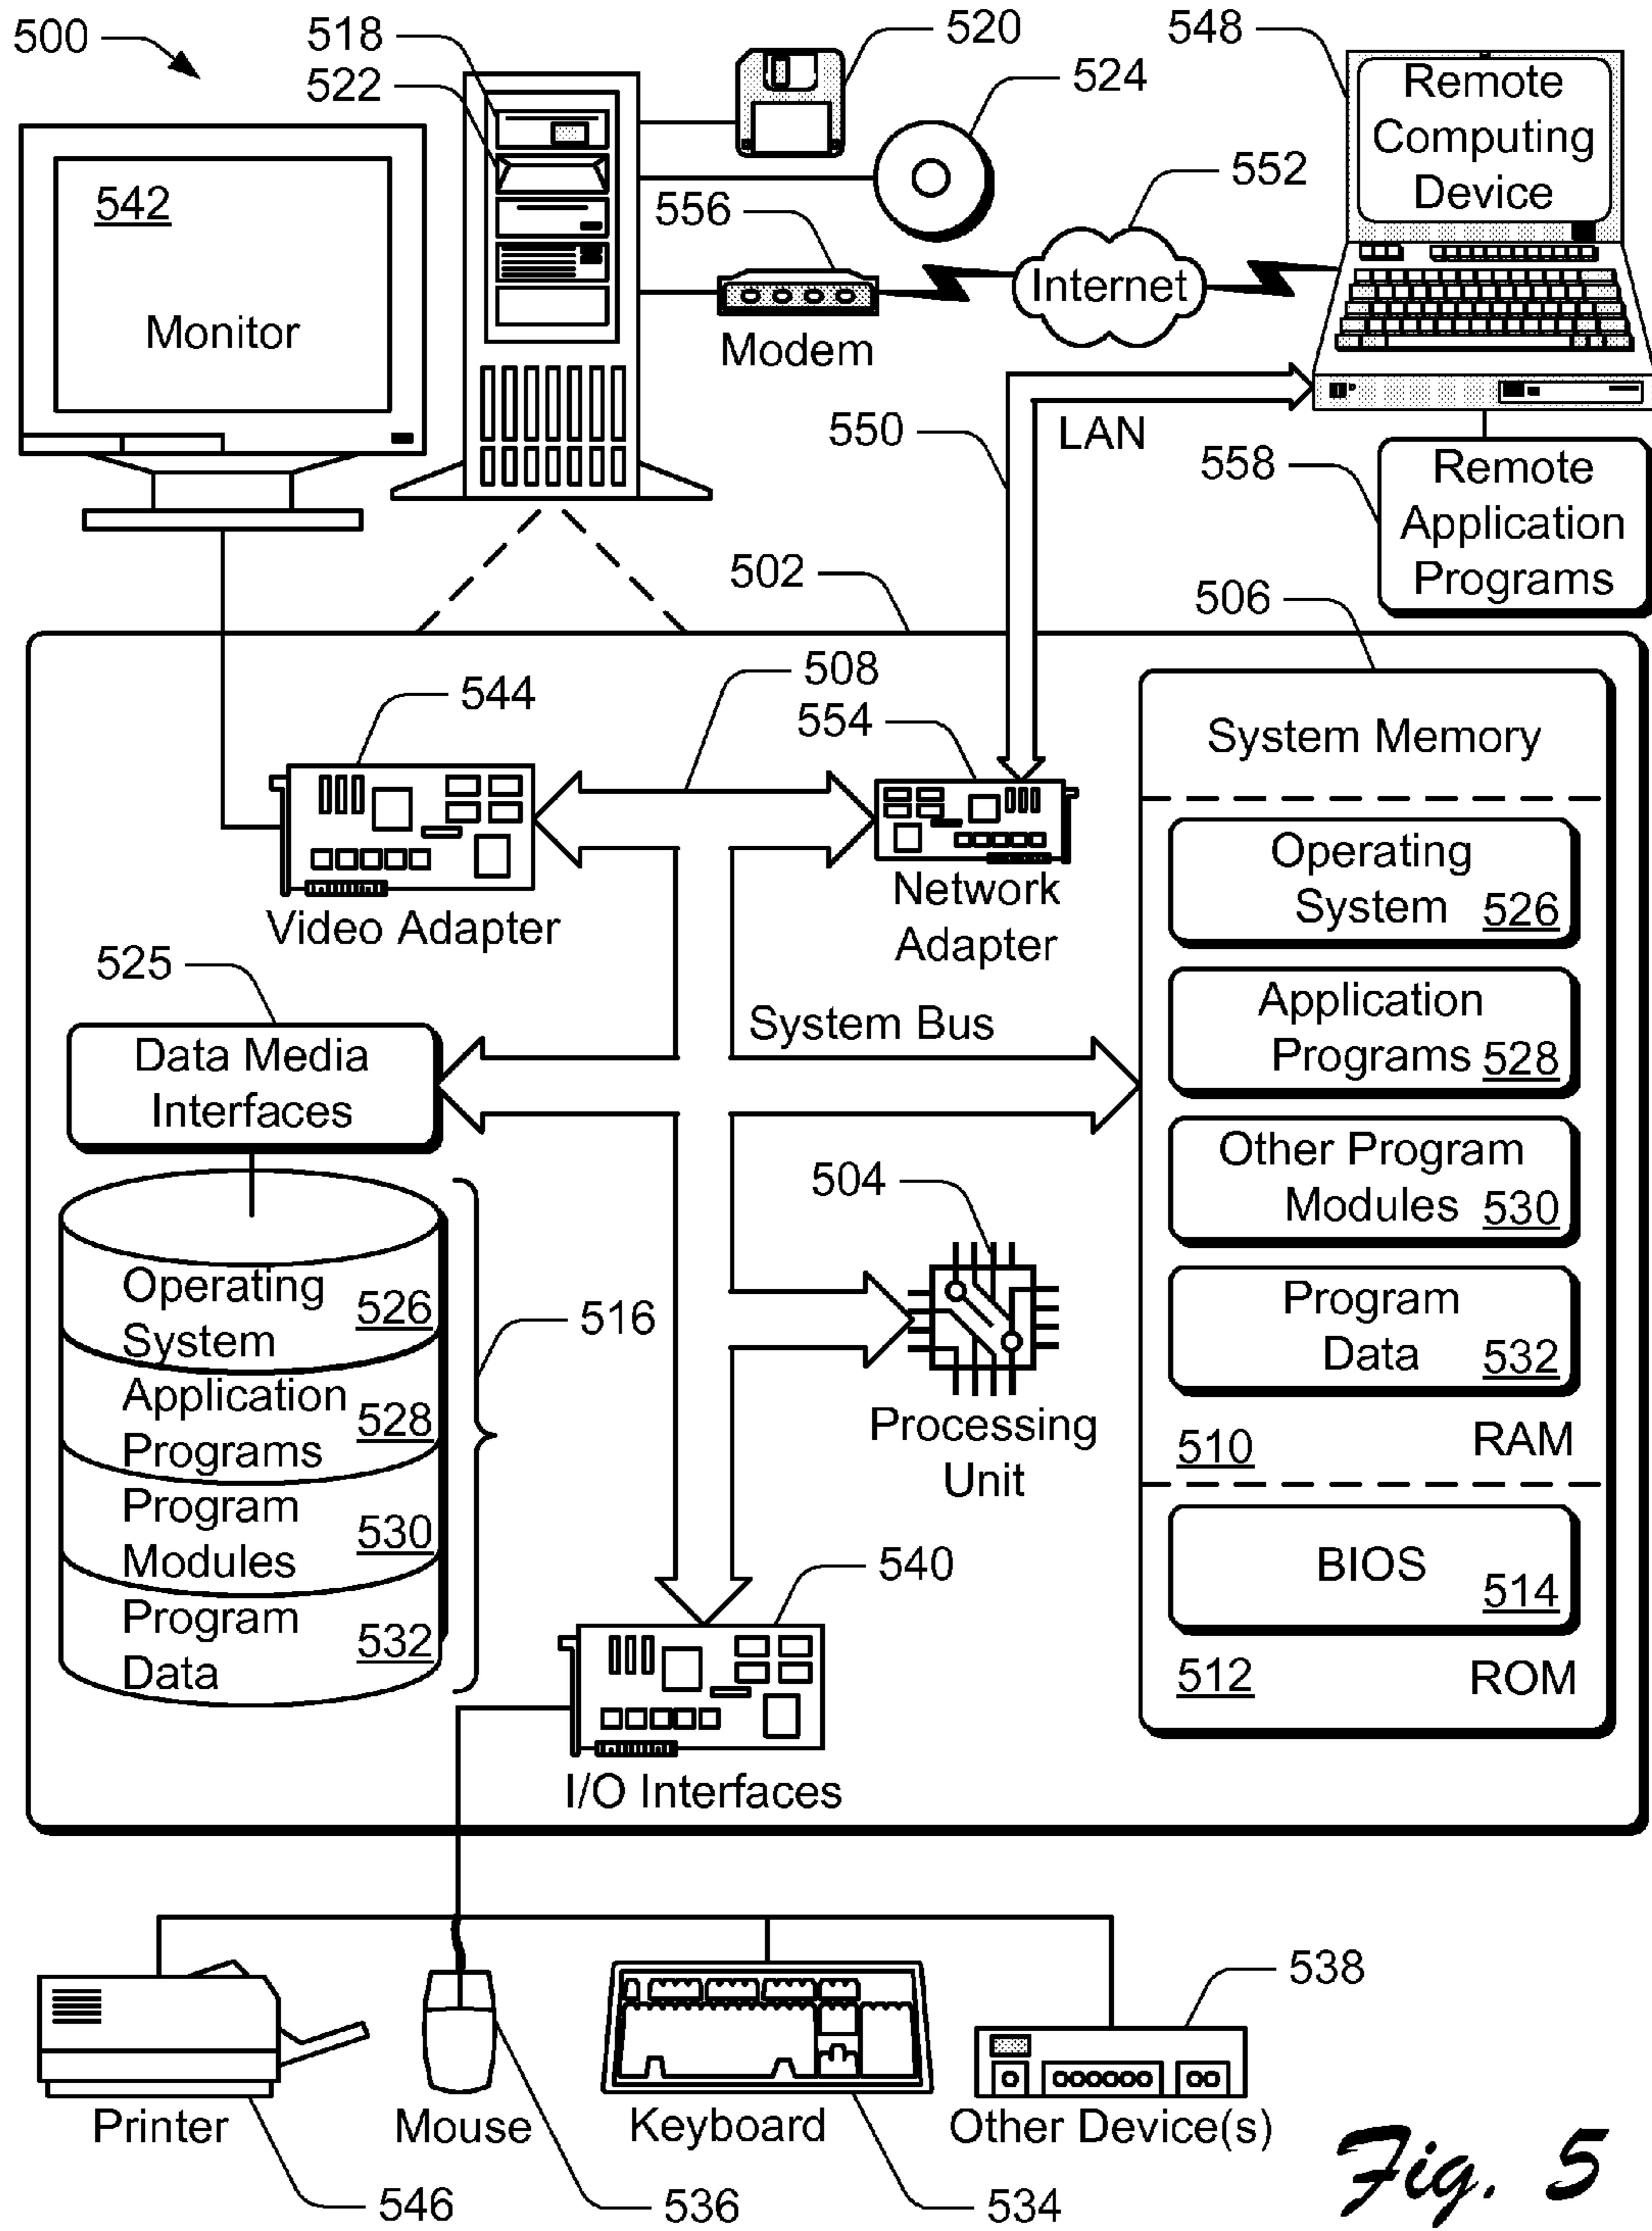 500
518
522
520
524
548
Remote
Computing
Device
542
Monitor
556
552
Internet
Modem
550
LAN
558
Remote
Application
Programs
502
506
544
508
554
System Memory
Video Adapter
Network
Adapter
Operating
System 526
525
Data Media
Interfaces
System Bus
Application
Programs 528
Other Program
Modules 530
504
Processing
Unit
Program
Data 532
510 RAM
Operating
System 526
516
Application
Programs 528
Program
Modules 530
Program
Data 532
BIOS
514
512 ROM
540
I/O Interfaces
538
Printer
Mouse
Keyboard
Other Device(s)
546
536
534
Fig. 5